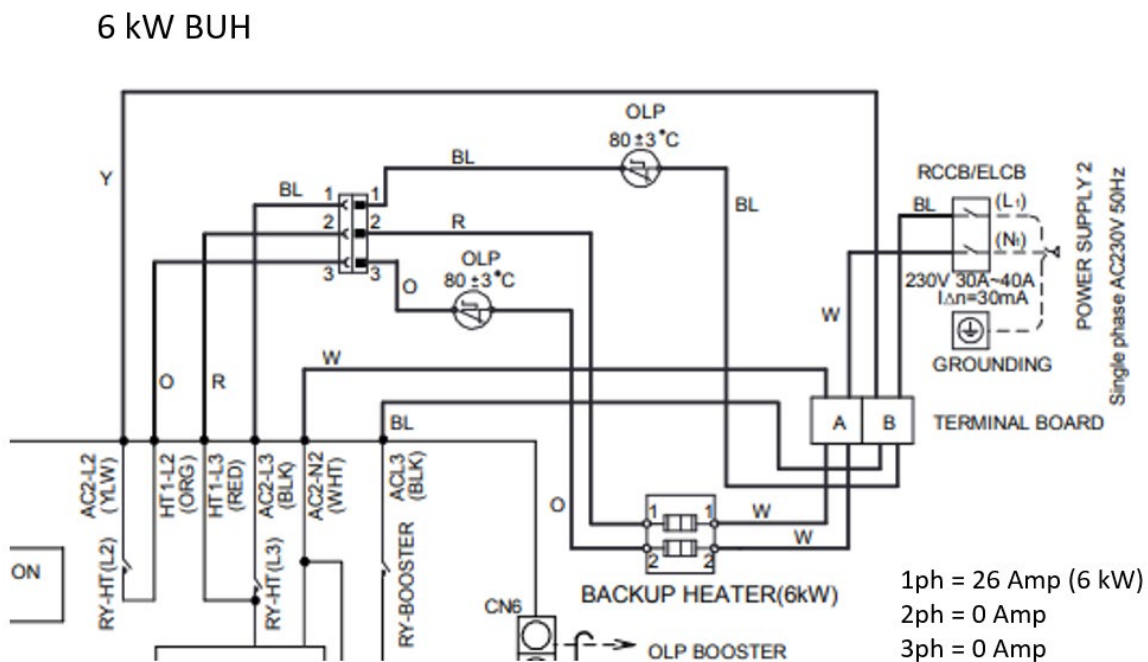 6 kW BUH
OLP
80±3°C
BL
Y
BL
1
1
2
2
3
3
R
BL
OLP
80±3°C
O
RCCB/ELCB
BL
(L1)
(N1)
230V 30A~40A
I∆n=30mA
GROUNDING
POWER SUPPLY 2
Single phase AC230V 50Hz
W
W
O
R
BL
A
B
TERMINAL BOARD
AC2-L2
(YLW)
HT1-L2
(ORG)
HT1-L3
(RED)
AC2-L3
(BLK)
AC2-N2
(WHT)
ACL3
(BLK)
RY-HT(L2)
RY-HT(L3)
RY-BOOSTER
O
1
1
2
2
W
W
BACKUP HEATER(6kW)
ON
CN6
OLP BOOSTER
1ph = 26 Amp (6 kW)
2ph = 0 Amp
3ph = 0 Amp